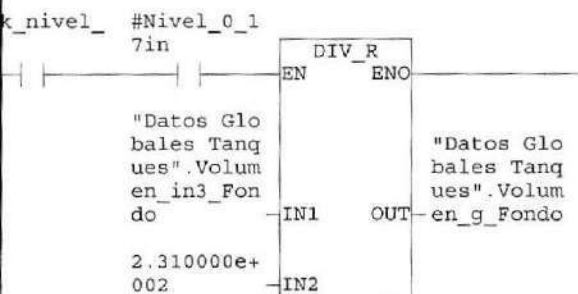 k_nivel_ #Nivel_0_1
7in
DIV_R
EN ENO
"Datos Glo
bales Tanq
ues".Volum
en_in3_Fon
do
IN1
"Datos Glo
bales Tanq
ues".Volum
en_g_Fondo
OUT
2.310000e+
002
IN2